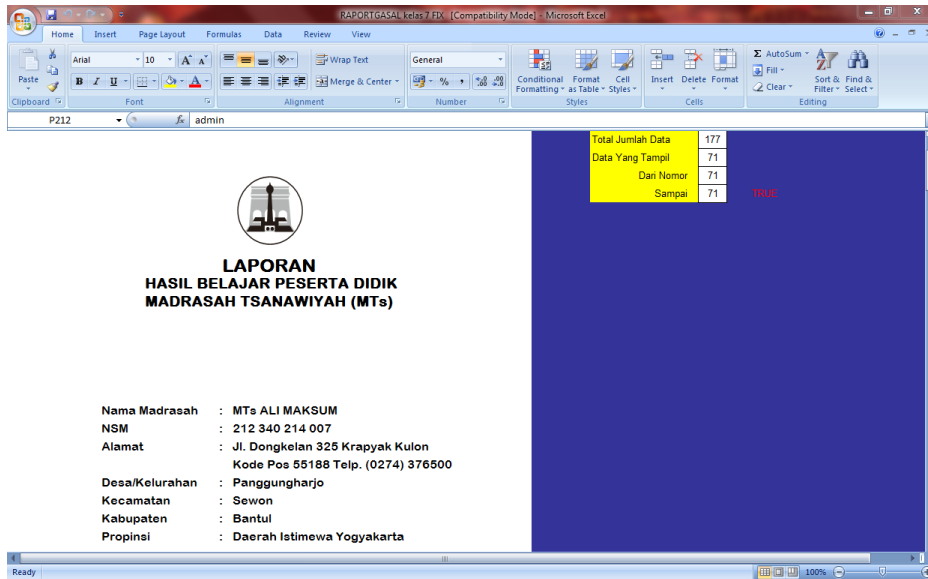 RAPORTGASAL kelas 7 FIX [Compatibility Mode] - Microsoft Excel
Home Insert Page Layout Formulas Data Review View
Paste
Arial 10
B I U
Wrap Text
Merge & Center
General
Conditional Formatting
Format as Table
Cell Styles
Insert Delete Format
AutoSum
Fill
Clear
Sort & Filter
Find & Select
Clipboard Font Alignment Number Styles Cells Editing
P212 fx admin
Total Jumlah Data 177
Data Yang Tampil 71
Dari Nomor 71
Sampai 71 TRUE
LAPORAN
HASIL BELAJAR PESERTA DIDIK
MADRASAH TSANAWIYAH (MTs)
Nama Madrasah : MTs ALI MAKSUM
NSM : 212 340 214 007
Alamat : Jl. Dongkelan 325 Krapyak Kulon
Kode Pos 55188 Telp. (0274) 376500
Desa/Kelurahan : Panggungharjo
Kecamatan : Sewon
Kabupaten : Bantul
Propinsi : Daerah Istimewa Yogyakarta
Ready 100%